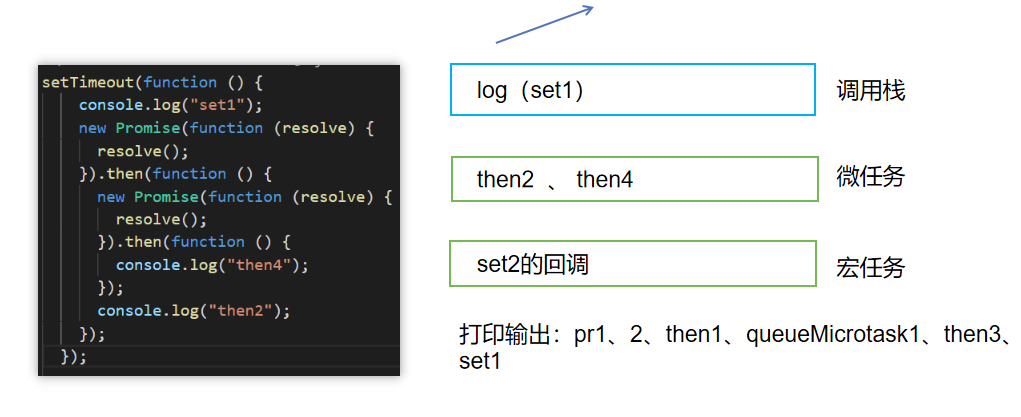 setTimeout(function () {
console.log("set1");
new Promise(function (resolve) {
resolve();
}).then(function () {
new Promise(function (resolve) {
resolve();
}).then(function () {
console.log("then4");
});
console.log("then2");
});
});
log（set1）
调用栈
then2 、 then4
微任务
set2的回调
宏任务
打印输出：pr1、2、then1、queueMicrotask1、then3、
set1